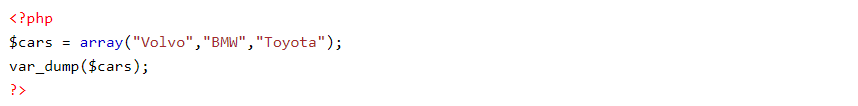 <?php
$cars = array("Volvo","BMW","Toyota");
var_dump($cars);
?>